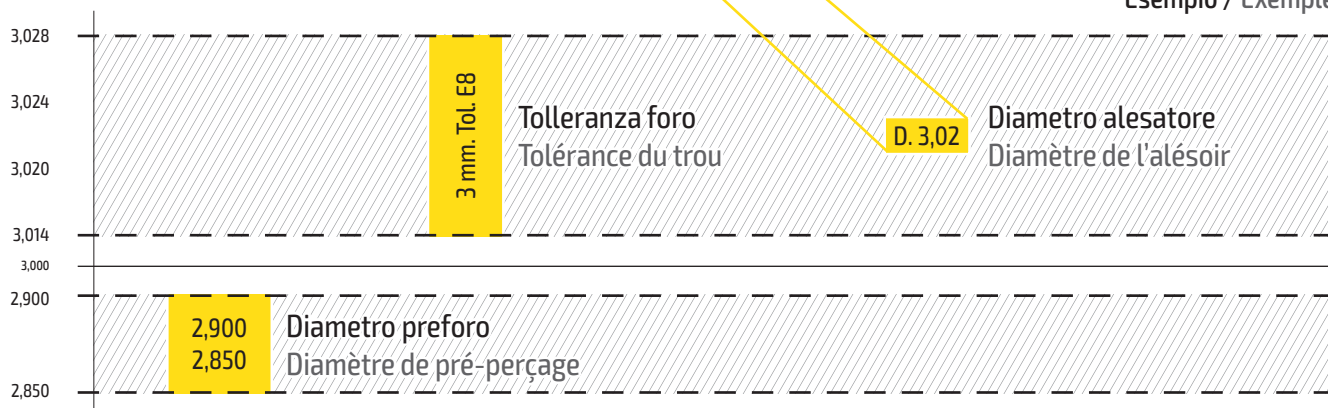 Esempio / Exemple
3,028
3,024
3,020
3,014
3,000
2,900
2,850
3 mm. Tol. E8
Tolleranza foro
Tolérance du trou
D. 3,02
Diametro alesatore
Diamètre de l'alésoir
2,900
2,850
Diametro preforo
Diamètre de pré-perçage